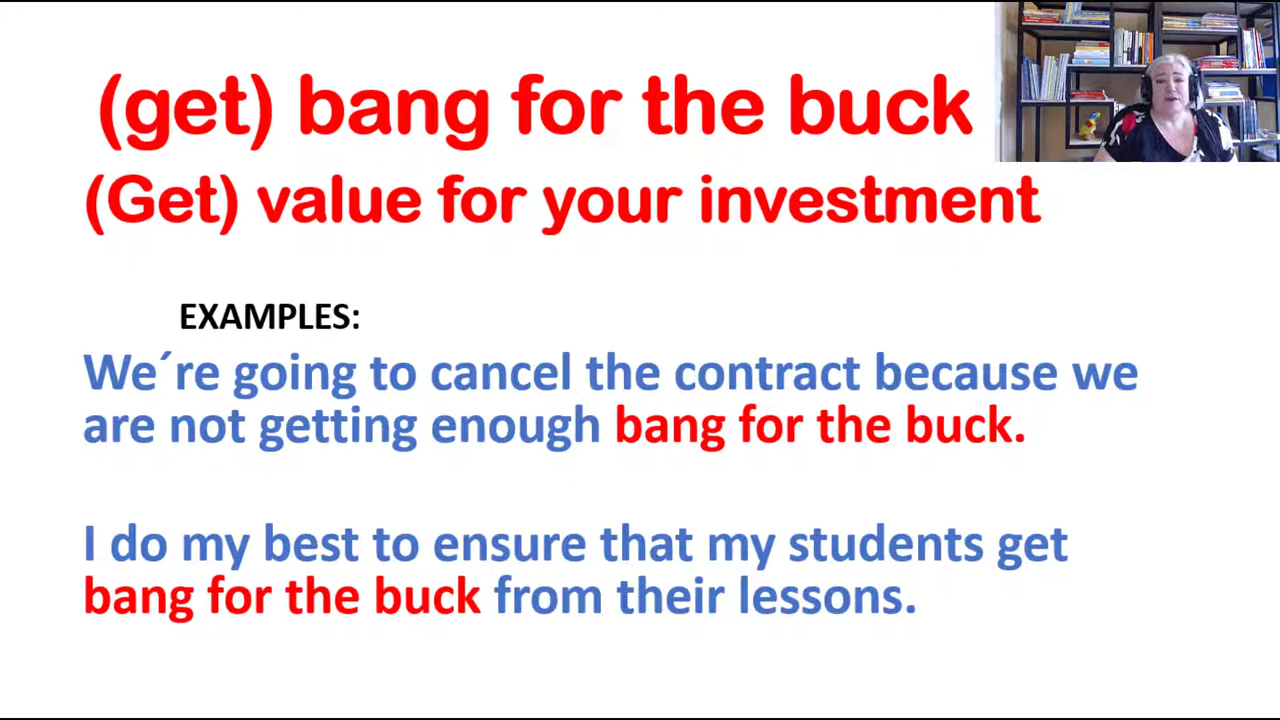 (get) bang for the buck
(Get) value for your investment
EXAMPLES:
We´re going to cancel the contract because we
are not getting enough bang for the buck.
I do my best to ensure that my students get
bang for the buck from their lessons.